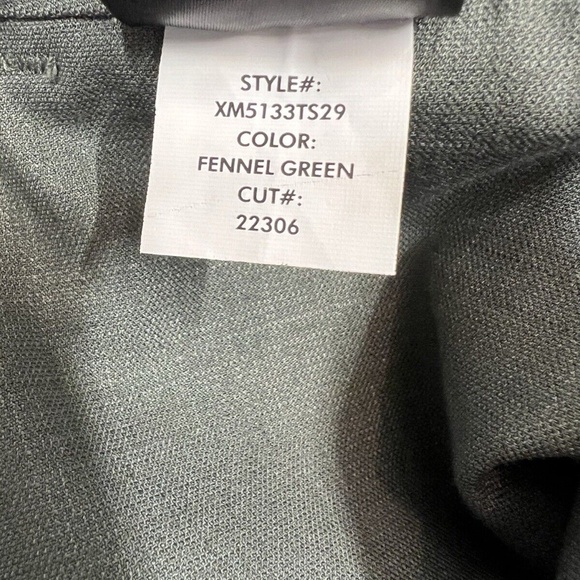 STYLE#:
XM5133TS29
COLOR:
FENNEL GREEN
CUT#:
22306